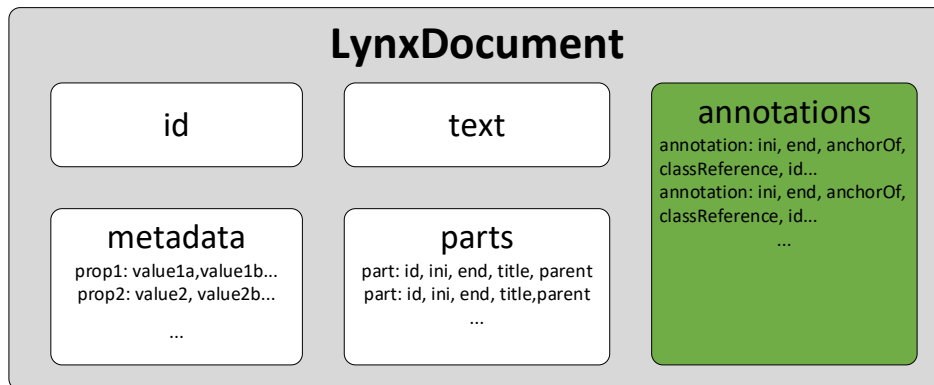 LynxDocument
id
text
annotations
annotation: ini, end, anchorOf,
classReference, id...
annotation: ini, end, anchorOf,
classReference, id...
...
metadata
prop1: value1a,value1b...
prop2: value2, value2b...
...
parts
part: id, ini, end, title, parent
part: id, ini, end, title,parent
...